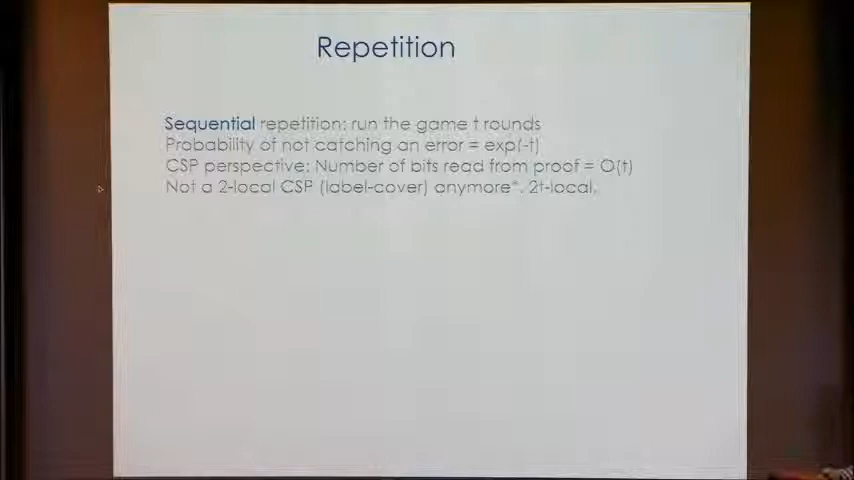 Repetition
Sequential repetition: run the game t rounds
Probability of not catching an error = exp(-t)
CSP perspective: Number of bits read from proof = O(t)
Not a 2-local CSP (label-cover) anymore*. 2t-local.